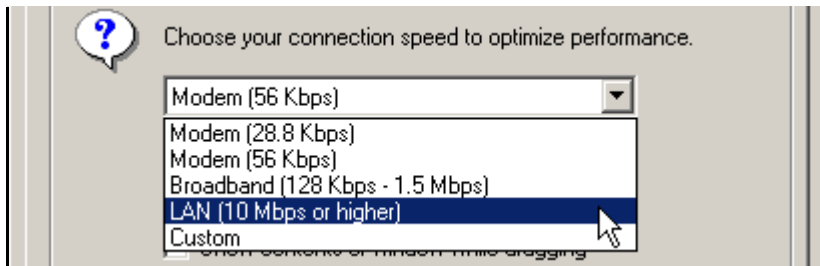 Choose your connection speed to optimize performance.
Modem (56 Kbps)
Modem (28.8 Kbps)
Modem (56 Kbps)
Broadband (128 Kbps - 1.5 Mbps)
LAN (10 Mbps or higher)
Custom